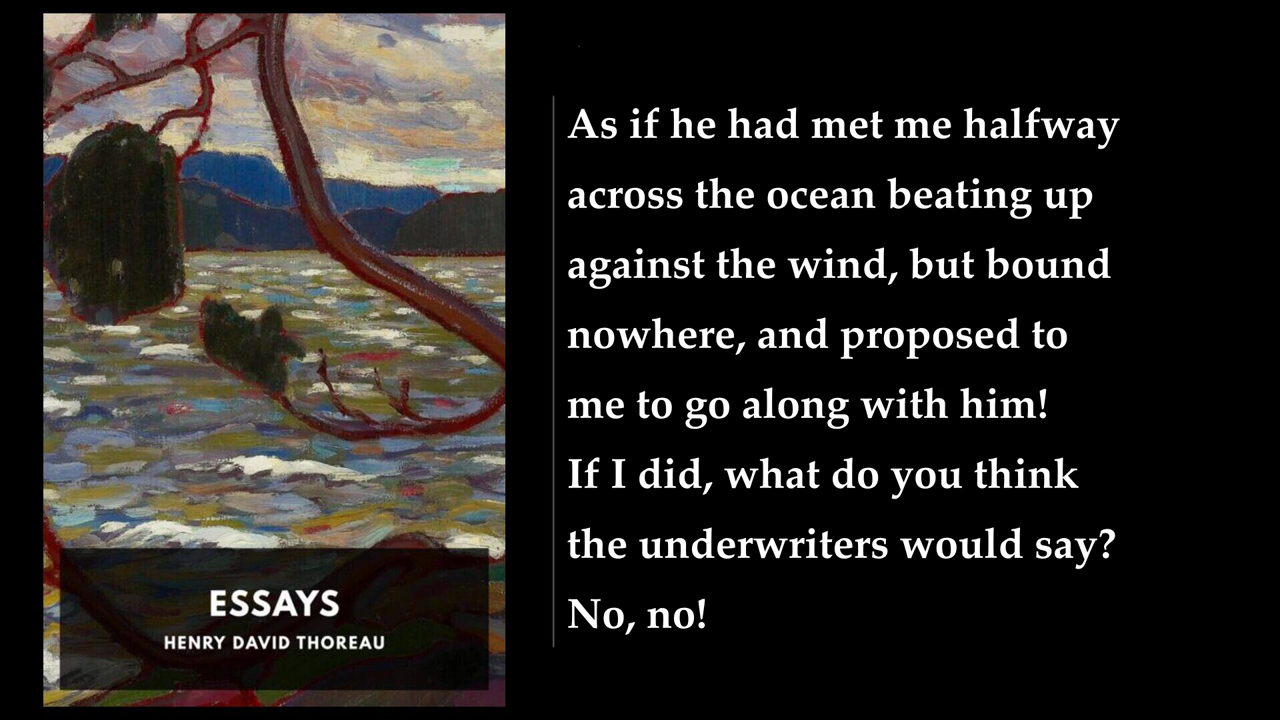 ESSAYS
HENRY DAVID THOREAU
As if he had met me halfway
across the ocean beating up
against the wind, but bound
nowhere, and proposed to
me to go along with him!
If I did, what do you think
the underwriters would say?
No, no!